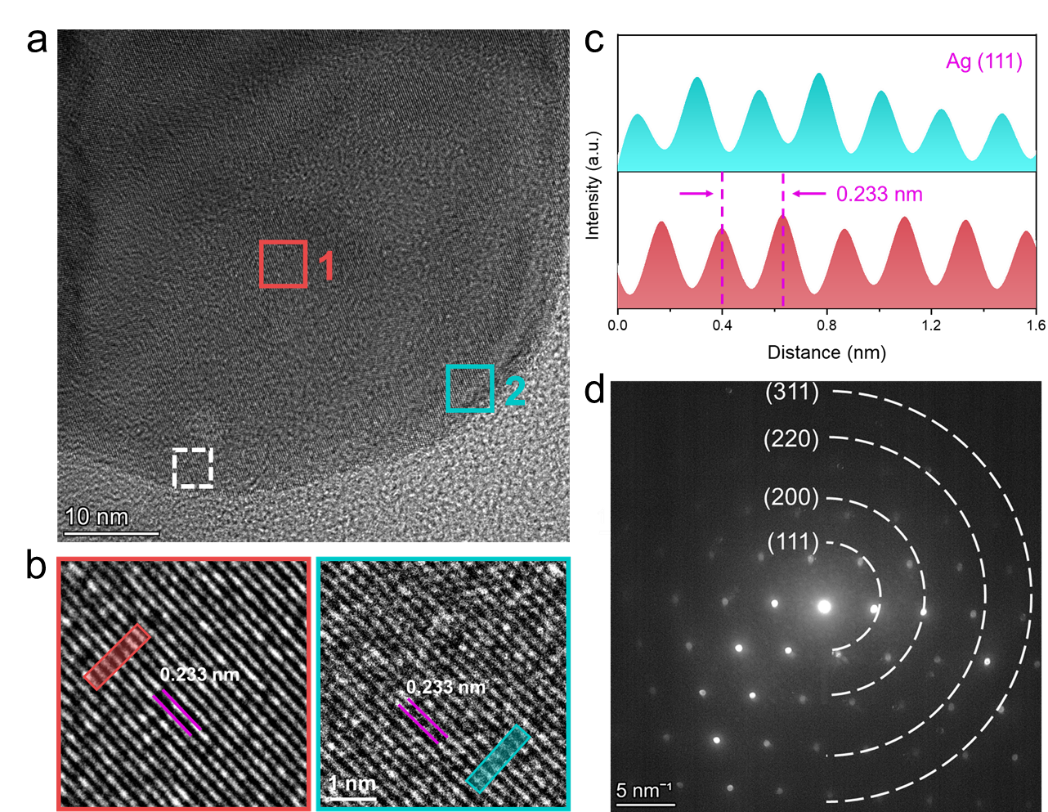 a
1
2
10 nm
b
0.233 nm
0.233 nm
1 nm
c
Ag (111)
0.233 nm
Intensity (a.u.)
0.0 0.4 0.8 1.2 1.6
Distance (nm)
d
(311)
(220)
(200)
(111)
5 nm⁻¹